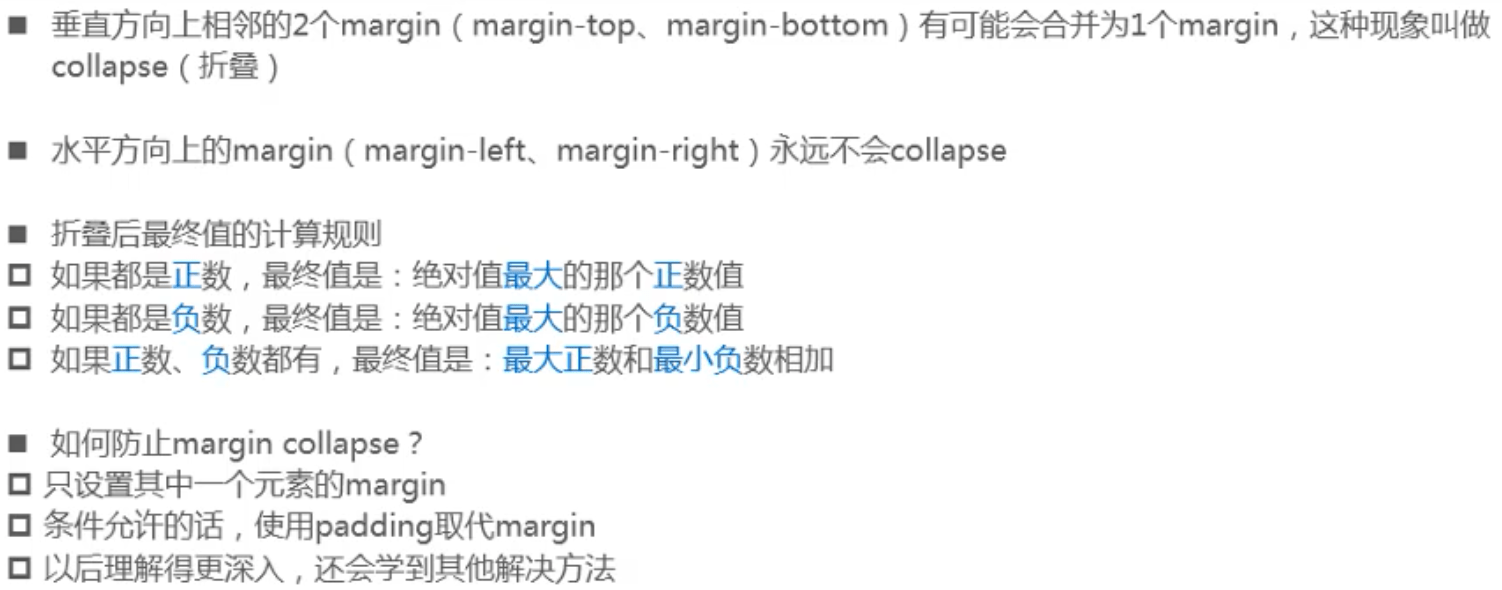 ■ 垂直方向上相邻的2个margin（margin-top、margin-bottom）有可能会合并为1个margin，这种现象叫做
collapse（折叠）
■ 水平方向上的margin（margin-left、margin-right）永远不会collapse
■ 折叠后最终值的计算规则
□ 如果都是正数，最终值是：绝对值最大的那个正数值
□ 如果都是负数，最终值是：绝对值最大的那个负数值
□ 如果正数、负数都有，最终值是：最大正数和最小负数相加
■ 如何防止margin collapse？
□ 只设置其中一个元素的margin
□ 条件允许的话，使用padding取代margin
□ 以后理解得更深入，还会学到其他解决方法